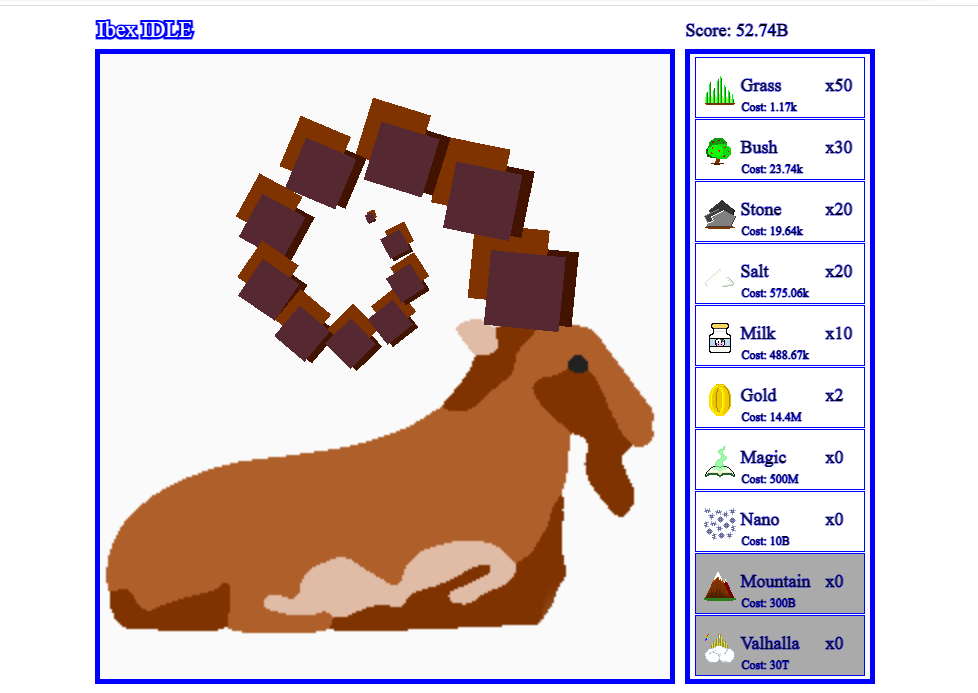 Ibex IDLE
Score: 52.74B
Grass x50
Cost: 1.17k
Bush x30
Cost: 23.74k
Stone x20
Cost: 19.64k
Salt x20
Cost: 575.06k
Milk x10
Cost: 488.67k
Gold x2
Cost: 14.4M
Magic x0
Cost: 500M
Nano x0
Cost: 10B
Mountain x0
Cost: 300B
Valhalla x0
Cost: 30T